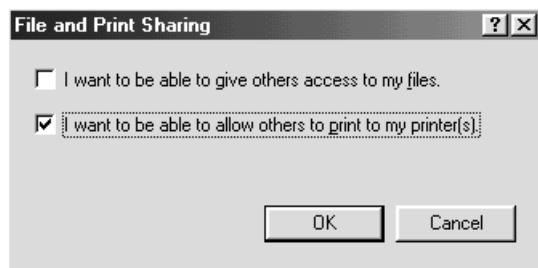 File and Print Sharing
I want to be able to give others access to my files.
I want to be able to allow others to print to my printer(s).
OK
Cancel